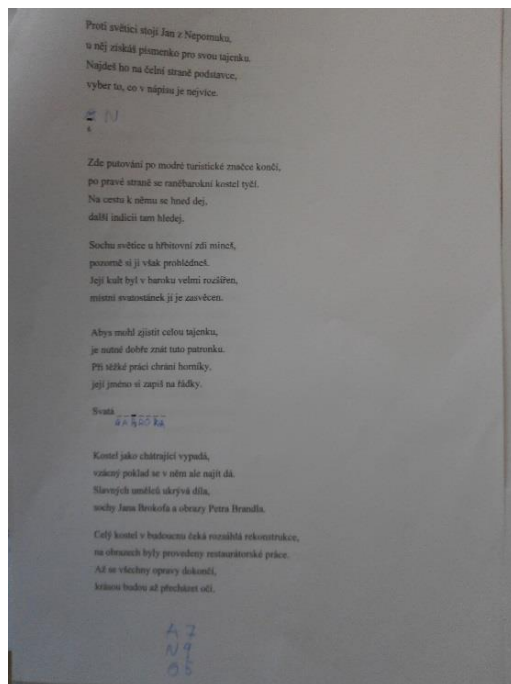 Proti světici stojí Jan z Nepomuku,
u něj získáš písmenko pro svou tajenku.
Najdeš ho na čelní straně podstavce,
vyber to, co v nápisu je nejvíce.
N
Zde putování po modré turistické značce končí,
po pravé straně se raněbarokní kostel tyčí.
Na cestu k němu se hned dej,
další indicii tam hledej.
Sochu světice u hřbitovní zdi mineš,
pozorně si ji však prohlédneš.
Její kult byl v baroku velmi rozšířen,
místní svatostánek jí je zasvěcen.
Abys mohl zjistit celou tajenku,
je nutné dobře znát tuto patronku.
Při těžké práci chrání horníky,
její jméno si zapiš na řádky.
Svatá
Kostel jako chátrající vypadá,
vzácný poklad se v něm ale najít dá.
Slavných umělců ukrývá díla,
sochy Jana Brokofa a obrazy Petra Brandla.
Celý kostel v budoucnu čeká rozsáhlá rekonstrukce,
na obrazech byly provedeny restaurátorské práce.
Až se všechny opravy dokončí,
krásou budou až přecházet oči.
N9